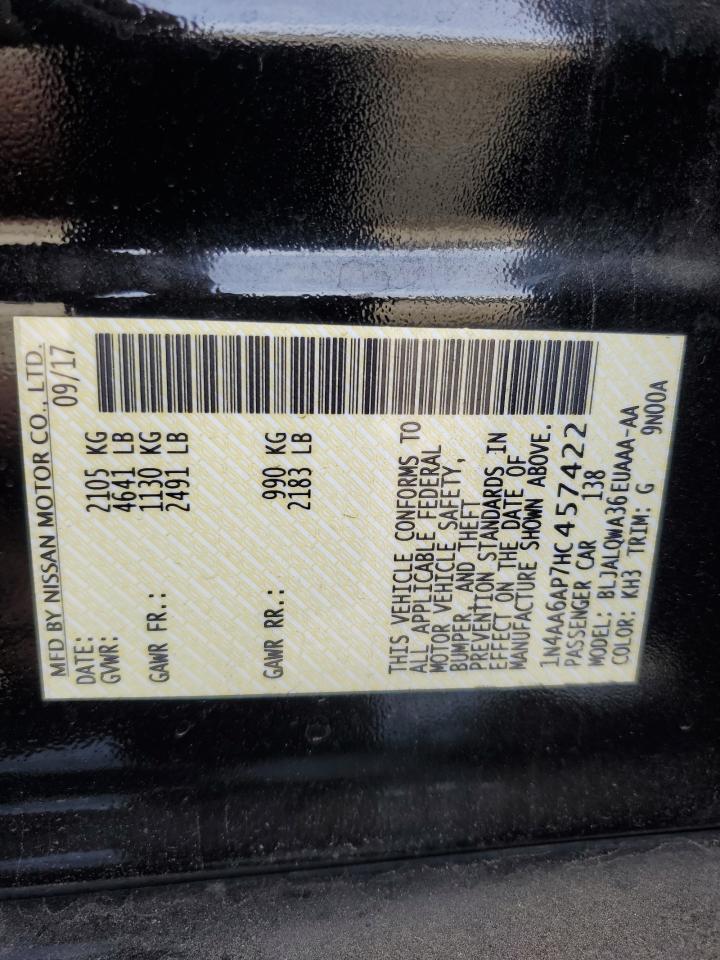 MFD BY NISSAN MOTOR CO., LTD.
DATE: 09/17
GVWR: 2105 KG
4641 LB
GAWR FR.: 1130 KG
2491 LB
GAWR RR.: 990 KG
2183 LB
THIS VEHICLE CONFORMS TO
ALL APPLICABLE FEDERAL
MOTOR VEHICLE SAFETY,
BUMPER, AND THEFT
PREVENTION STANDARDS IN
EFFECT ON THE DATE OF
MANUFACTURE SHOWN ABOVE.
1N4AA6AP7HC457422
PASSENGER CAR 138
MODEL: BLJALQWA36EUAAA-AA
COLOR: KH3 TRIM: G 9N00A